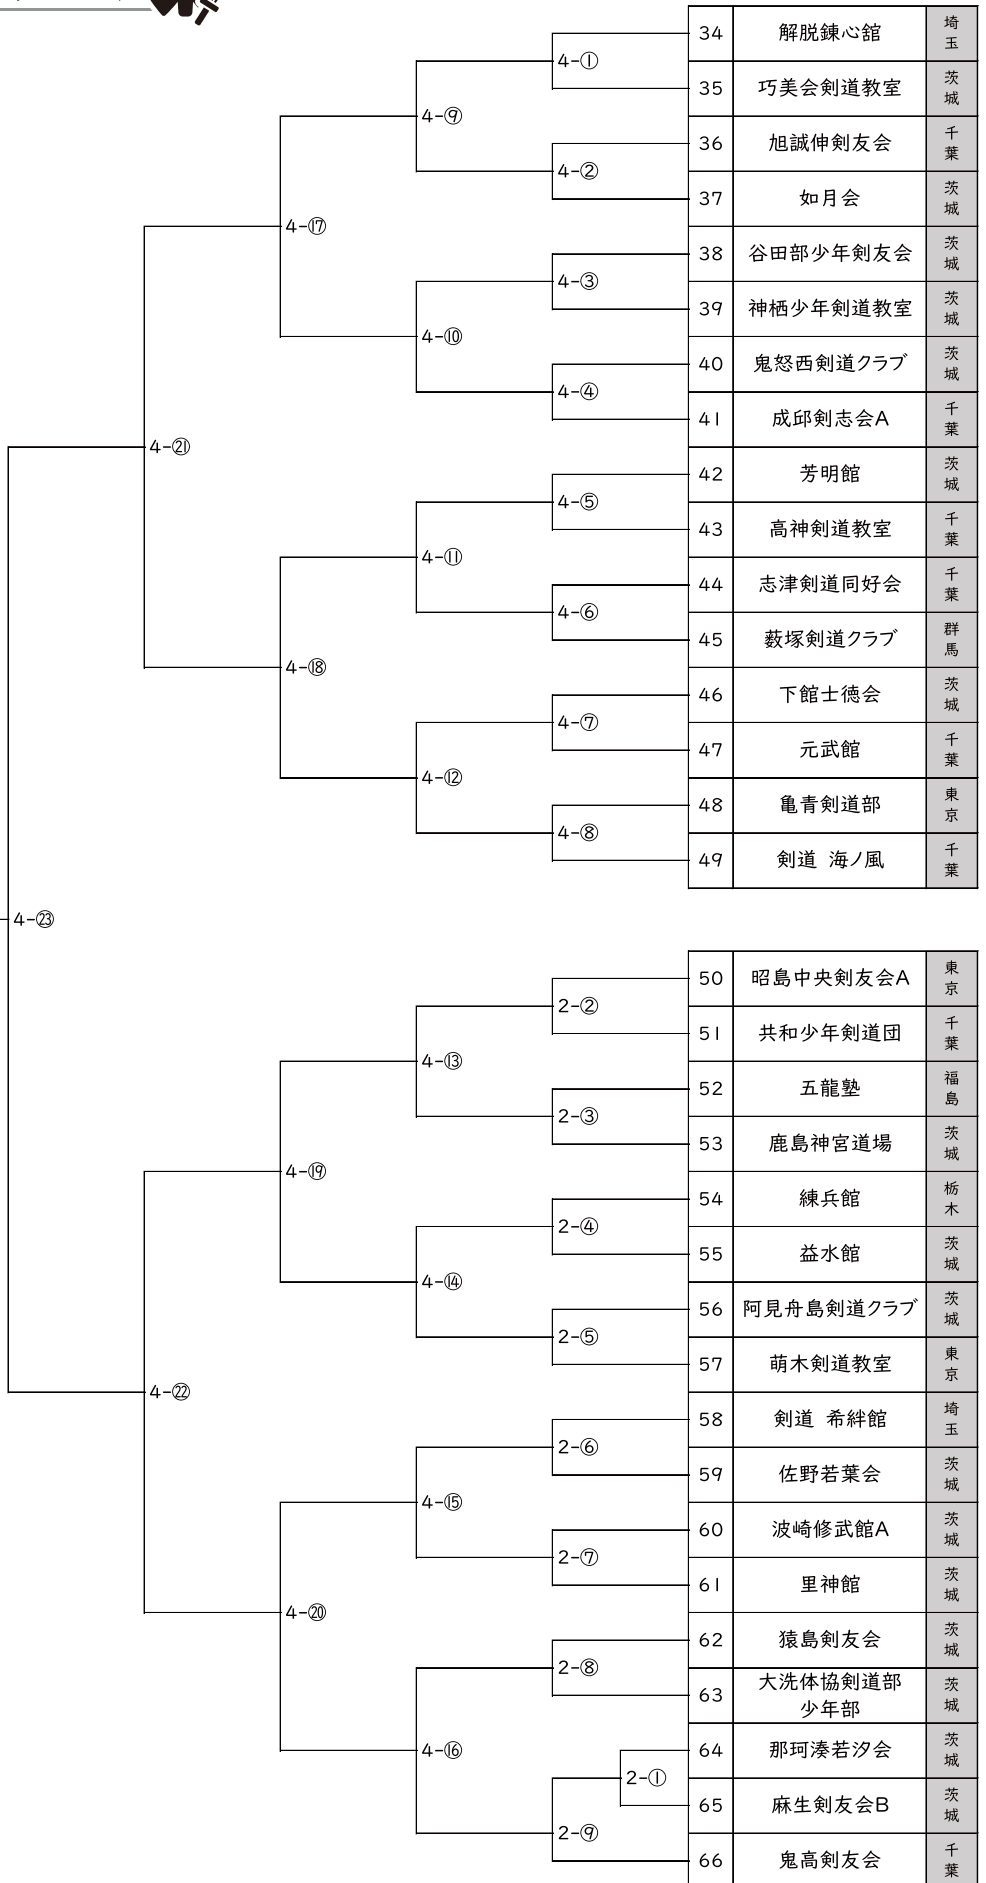 34 解脱錬心舘 埼玉
4-①
35 巧美会剣道教室 茨城
4-⑨
36 旭誠伸剣友会 千葉
4-②
37 如月会 茨城
4-⑰
38 谷田部少年剣友会 茨城
4-③
39 神栖少年剣道教室 茨城
4-⑩
40 鬼怒西剣道クラブ 茨城
4-④
41 成邱剣志会A 千葉
4-㉑
42 芳明館 茨城
4-⑤
43 高神剣道教室 千葉
4-⑪
44 志津剣道同好会 千葉
4-⑥
45 薮塚剣道クラブ 群馬
4-⑱
46 下館士徳会 茨城
4-⑦
47 元武館 千葉
4-⑫
48 亀青剣道部 東京
4-⑧
49 剣道 海ノ風 千葉
4-㉓
50 昭島中央剣友会A 東京
2-②
51 共和少年剣道団 千葉
4-⑬
52 五龍塾 福島
2-③
53 鹿島神宮道場 茨城
4-⑲
54 練兵館 栃木
2-④
55 益水館 茨城
4-⑭
56 阿見舟島剣道クラブ 茨城
2-⑤
57 萌木剣道教室 東京
4-㉒
58 剣道 希絆館 埼玉
2-⑥
59 佐野若葉会 茨城
4-⑮
60 波崎修武館A 茨城
2-⑦
61 里神館 茨城
4-⑳
62 猿島剣友会 茨城
2-⑧
63 大洗体協剣道部 茨城
少年部
4-⑯
64 那珂湊若汐会 茨城
2-①
65 麻生剣友会B 茨城
2-⑨
66 鬼高剣友会 千葉